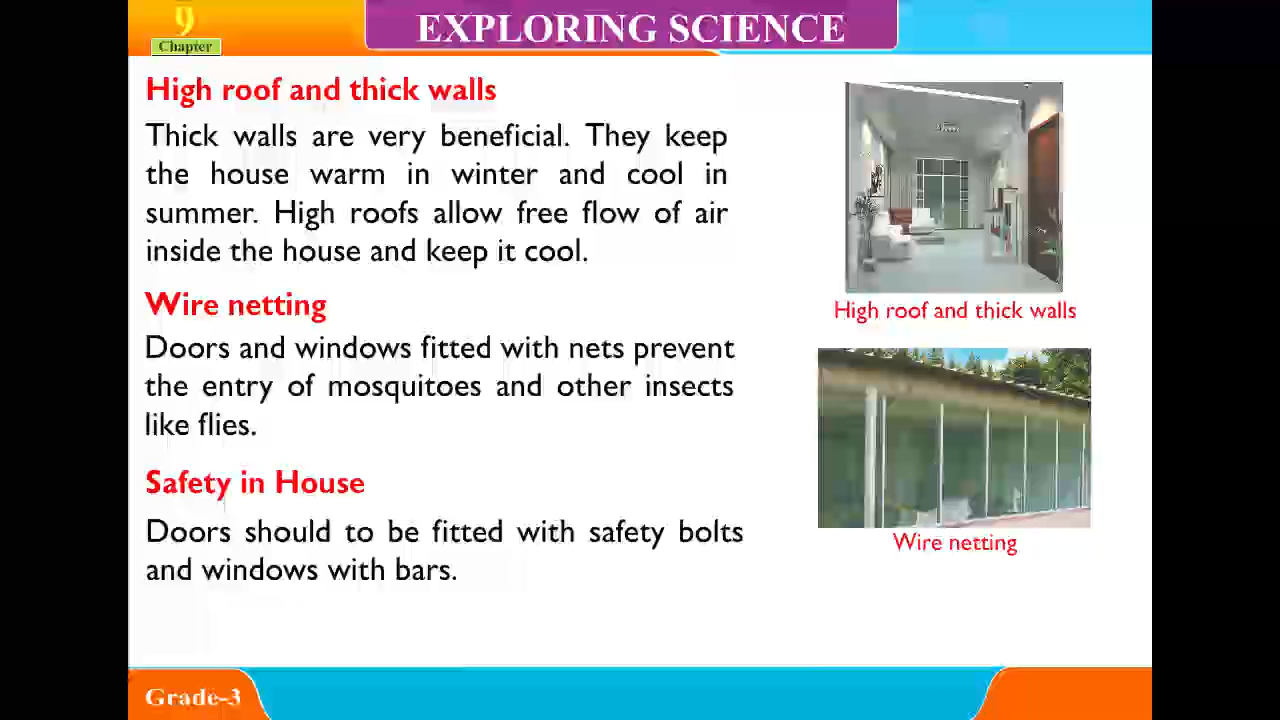 9
Chapter
EXPLORING SCIENCE
High roof and thick walls
Thick walls are very beneficial. They keep
the house warm in winter and cool in
summer. High roofs allow free flow of air
inside the house and keep it cool.
Wire netting
Doors and windows fitted with nets prevent
the entry of mosquitoes and other insects
like flies.
Safety in House
Doors should to be fitted with safety bolts
and windows with bars.
High roof and thick walls
Wire netting
Grade-3